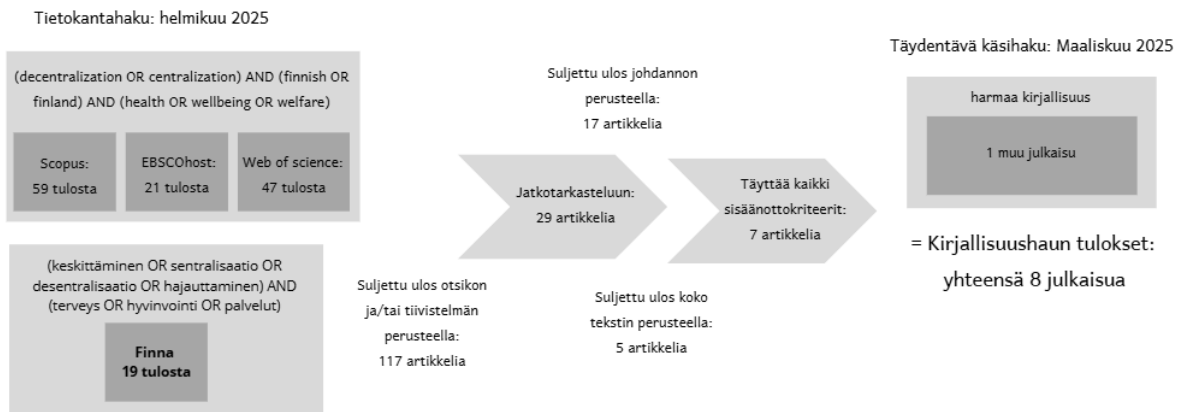 Tietokantahaku: helmikuu 2025
(decentralization OR centralization) AND (finnish OR
finland) AND (health OR wellbeing OR welfare)
Scopus:
59 tulosta
EBSCOhost:
21 tulosta
Web of science:
47 tulosta
(keskittäminen OR sentralisaatio OR
desentralisaatio OR hajauttaminen) AND
(terveys OR hyvinvointi OR palvelut)
Finna
19 tulosta
Suljettu ulos otsikon
ja/tai tiivistelmän
perusteella:
117 artikkelia
Jatkotarkasteluun:
29 artikkelia
Suljettu ulos johdannon
perusteella:
17 artikkelia
Suljettu ulos koko
tekstin perusteella:
5 artikkelia
Täyttää kaikki
sisäänottokriteerit:
7 artikkelia
Täydentävä käsihaku: Maaliskuu 2025
harmaa kirjallisuus
1 muu julkaisu
= Kirjallisuushaun tulokset:
yhteensä 8 julkaisua